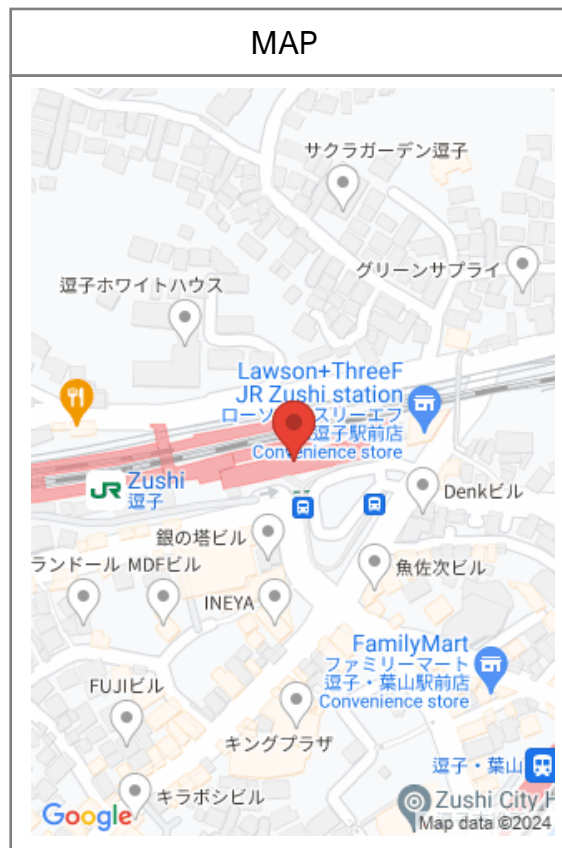 MAP
サクラガーデン逗子
グリーンサプライ
逗子ホワイトハウス
Lawson+ThreeF
JR Zushi station
ローソ スリーエフ
逗子駅前店
Convenience store
JR
Zushi
逗子
Denkビル
銀の塔ビル
ランドール MDFビル
魚佐次ビル
INEYA
FamilyMart
ファミリーマート
逗子・葉山駅前店
Convenience store
FUJIビル
キングプラザ
逗子・葉山
キラボシビル
Zushi City H
Google
Map data ©2024